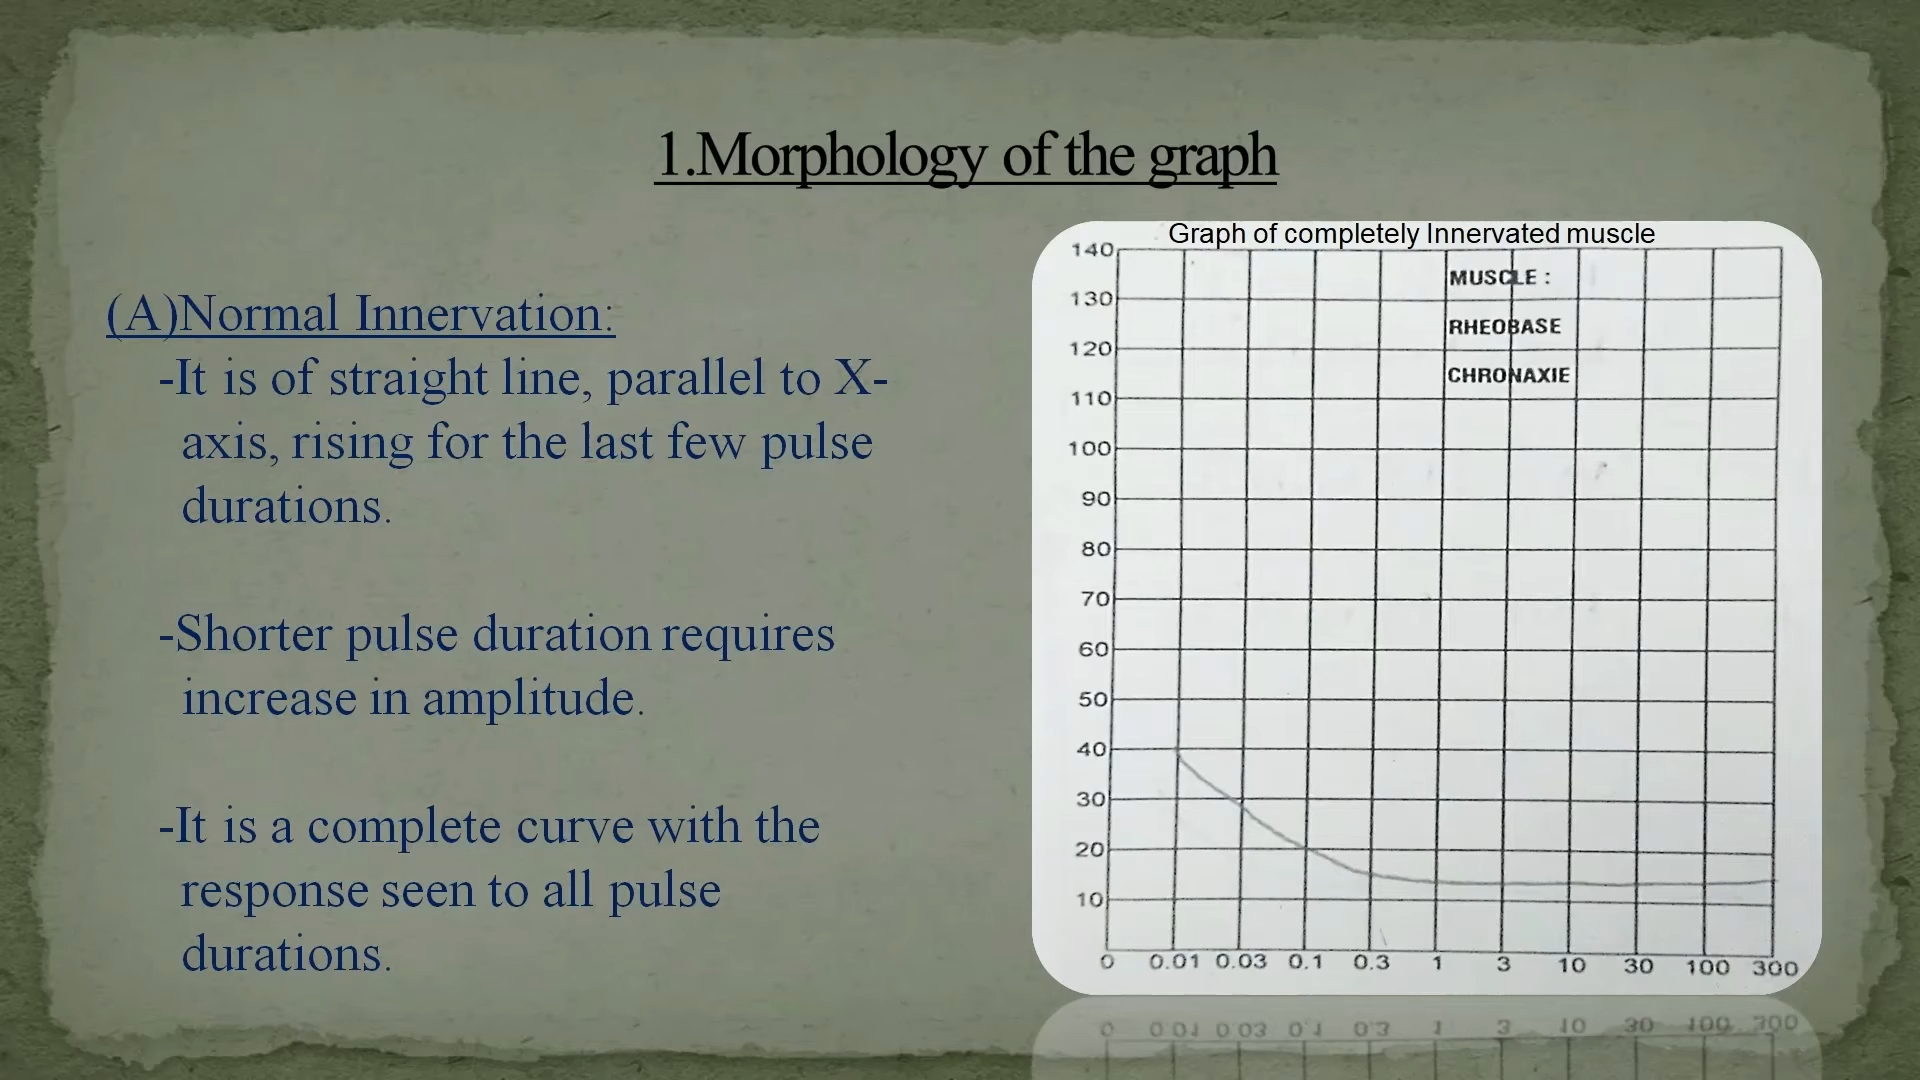 1.Morphology of the graph
(A)Normal Innervation:
-It is of straight line, parallel to X-
axis, rising for the last few pulse
durations.
-Shorter pulse duration requires
increase in amplitude.
-It is a complete curve with the
response seen to all pulse
durations.
Graph of completely Innervated muscle
MUSCLE :
RHEOBASE
CHRONAXIE
140
130
120
110
100
90
80
70
60
50
40
30
20
10
0 0.01 0.03 0.1 0.3 1 3 10 30 100 300